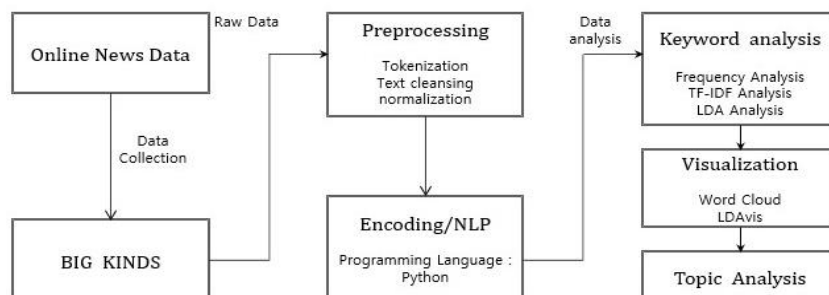 Online News Data
Data
Collection
BIG KINDS
Raw Data
Preprocessing
Tokenization
Text cleansing
normalization
Encoding/NLP
Programming Language :
Python
Data
analysis
Keyword analysis
Frequency Analysis
TF-IDF Analysis
LDA Analysis
Visualization
Word Cloud
LDAvis
Topic Analysis